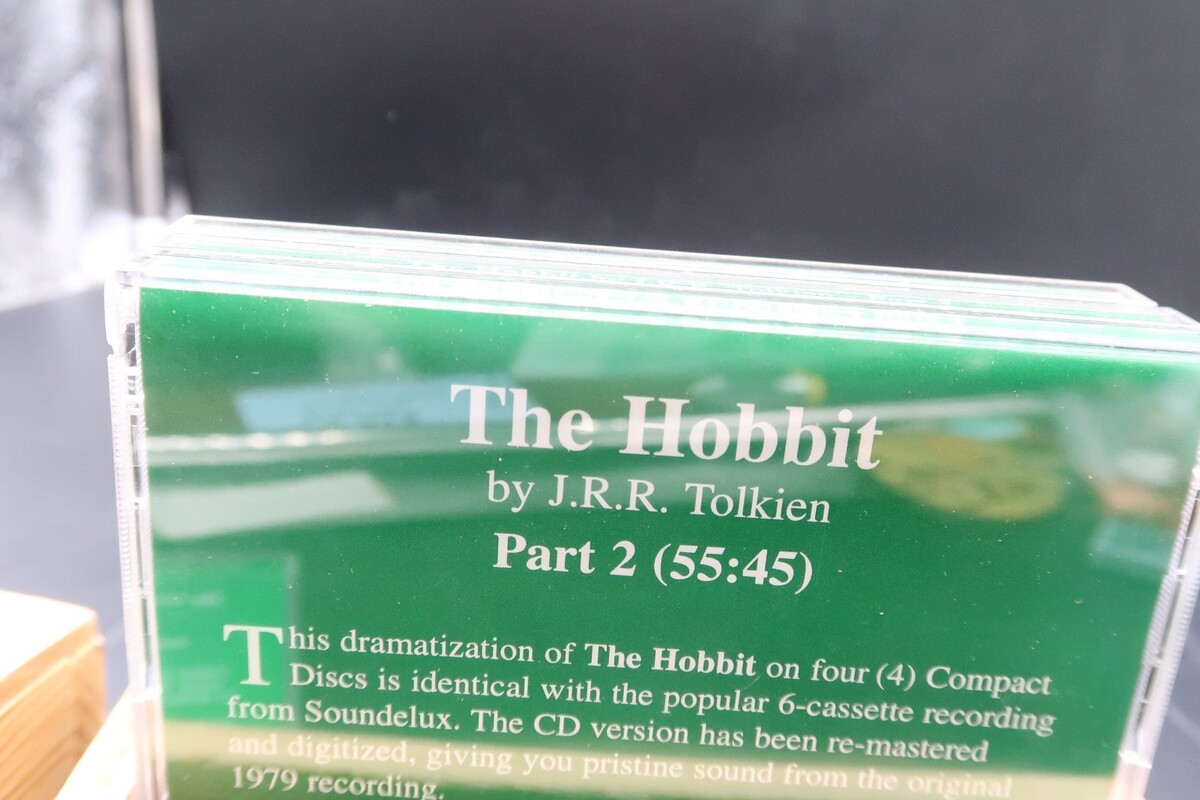 The Hobbit
by J.R.R. Tolkien
Part 2 (55:45)
This dramatization of The Hobbit on four (4) Compact
Discs is identical with the popular 6-cassette recording
from Soundelux. The CD version has been re-mastered
and digitized, giving you pristine sound from the original
1979 recording.